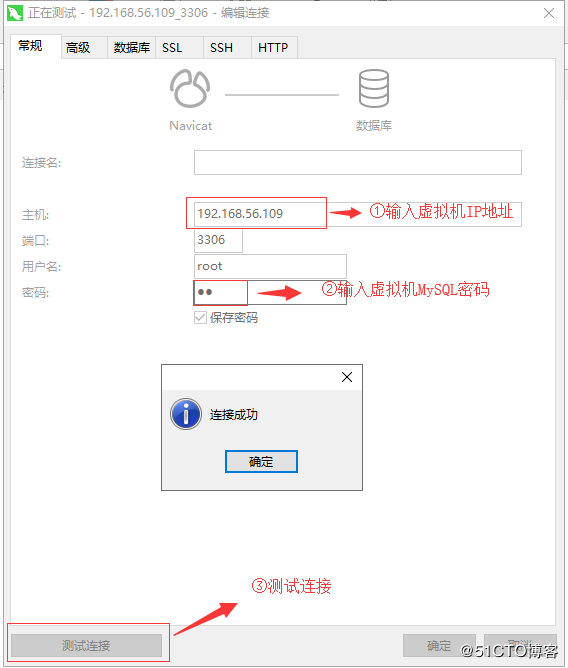 正在测试 - 192.168.56.109_3306 - 编辑连接
常规 高级 数据库 SSL SSH HTTP
Navicat 数据库
连接名:
主机: 192.168.56.109 ①输入虚拟机IP地址
端口: 3306
用户名: root
密码: ●● ②输入虚拟机MySQL密码
保存密码
连接成功
确定
③测试连接
测试连接 确定 取消
@51CTO博客